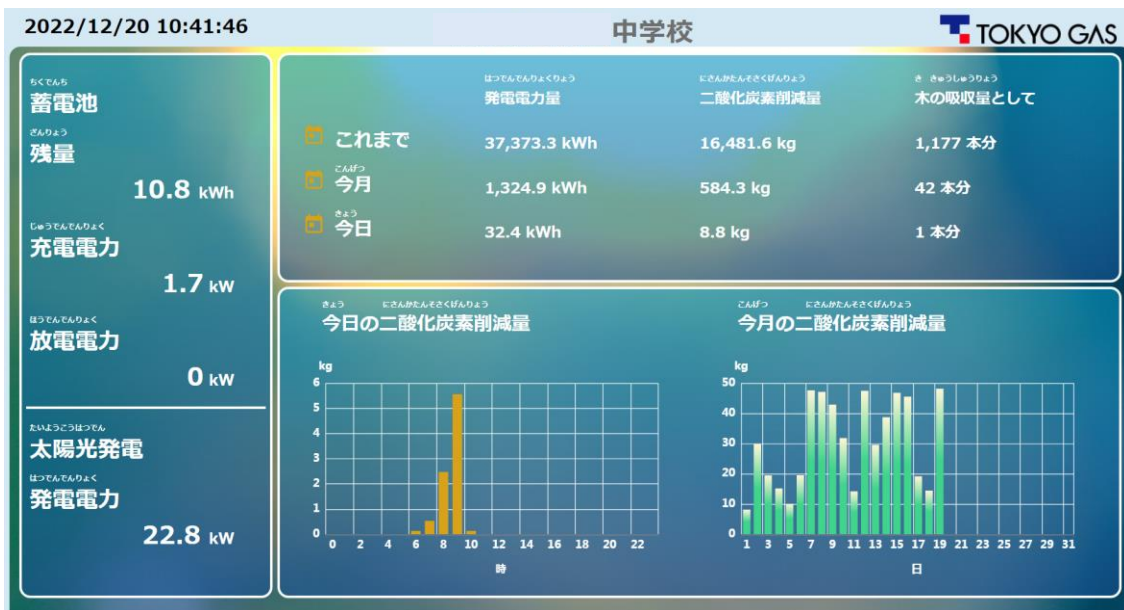 2022/12/20 10:41:46
中学校
TOKYO GAS
ちくでんち
蓄電池
ざんりょう
残量
10.8 kWh
じゅうでんでんりょく
充電電力
1.7 kW
ほうでんでんりょく
放電電力
0 kW
たいようこうはつでん
太陽光発電
はつでんでんりょく
発電電力
22.8 kW
はつでんでんりょくりょう にさんかたんそさくげんりょう き きゅうしゅうりょう
発電電力量 二酸化炭素削減量 木の吸収量として
これまで 37,373.3 kWh 16,481.6 kg 1,177 本分
こんげつ
今月 1,324.9 kWh 584.3 kg 42 本分
きょう
今日 32.4 kWh 8.8 kg 1 本分
きょう にさんかたんそさくげんりょう
今日の二酸化炭素削減量
kg
6
5
4
3
2
1
0
0 2 4 6 8 10 12 14 16 18 20 22
時
こんげつ にさんかたんそさくげんりょう
今月の二酸化炭素削減量
kg
50
40
30
20
10
0
1 3 5 7 9 11 13 15 17 19 21 23 25 27 29 31
日